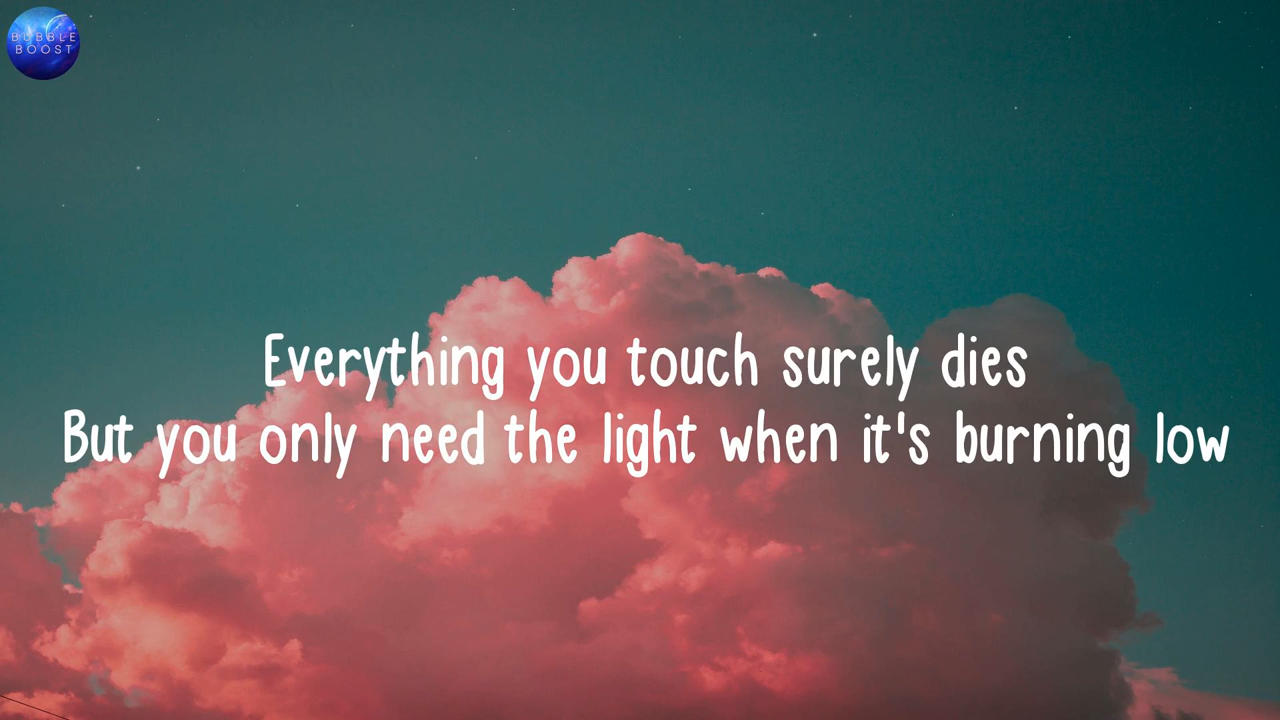 BUBBLE
BOOST
Everything you touch surely dies
But you only need the light when it's burning low